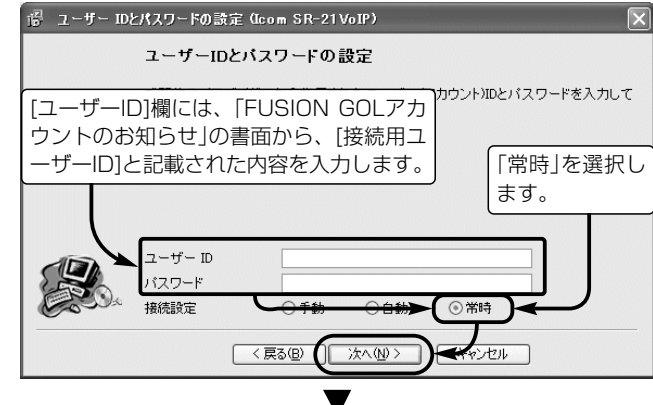 ユーザー IDとパスワードの設定 (Icom SR-21VoIP)
ユーザーIDとパスワードの設定
カウント)IDとパスワードを入力して
[ユーザーID]欄には、「FUSION GOLアカ
ウントのお知らせ」の書面から、[接続用ユ
ーザーID]と記載された内容を入力します。
「常時」を選択し
ます。
ユーザー ID
パスワード
接続設定
手動
自動
常時
< 戻る(B)
次へ(N) >
キャンセル